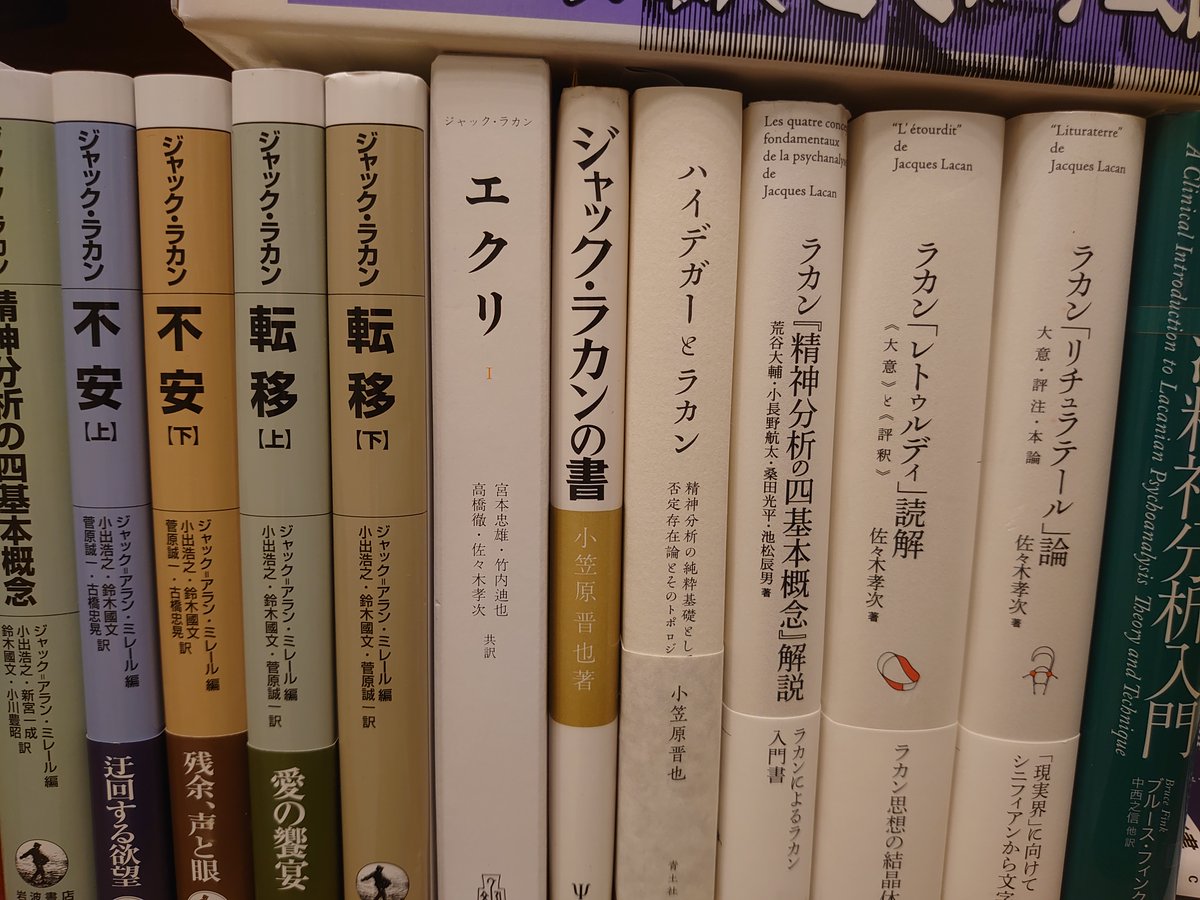 ジャック・ラカン
精神分析の四基本概念
ジャック=アラン・ミレール 編
小出浩之・新宮一成
鈴木國文・小川豊昭 訳
岩波書店
ジャック・ラカン
不安
【上】
ジャック=アラン・ミレール 編
小出浩之・鈴木國文
菅原誠一・古橋忠晃 訳
迂回する欲望
ジャック・ラカン
不安
【下】
ジャック=アラン・ミレール 編
小出浩之・鈴木國文
菅原誠一・古橋忠晃 訳
残余、声と眼
ジャック・ラカン
転移
【上】
ジャック=アラン・ミレール 編
小出浩之・鈴木國文・菅原誠一 訳
愛の饗宴
ジャック・ラカン
転移
【下】
ジャック=アラン・ミレール 編
小出浩之・鈴木國文・菅原誠一 訳
ジャック・ラカン
エクリ
I
宮本忠雄・竹内迪也
高橋徹・佐々木孝次
共訳
ジャック・ラカンの書
小笠原晋也著
Ψ
ハイデガーとラカン
精神分析の純粋基礎とし
否定存在論とそのトポロジ
小笠原晋也
青土社
Les quatre conce
fondamentaux
de la psychanaly
de
Jacques Lacan
ラカン『精神分析の四基本概念』解説
荒谷大輔・小長野航太・桑田光平・池松辰男 著
ラカンによるラカン
入門書
"L'étourdit"
de
Jacques Lacan
ラカン「レトゥルディ」読解
《大意》と《評釈》
佐々木孝次 著
ラカン思想の結晶体
"Lituraterre"
de
Jacques Lacan
ラカン「リチュラテール」論
大意・評注・本論
佐々木孝次 著
「現実界」に向けて
シニフィアンから文字
A Clinical Introduction to Lacanian Psychoanalysis Theory and Technique
精神分析入門
Bruce Fink
ブルース・フィンク
中西之信 他訳